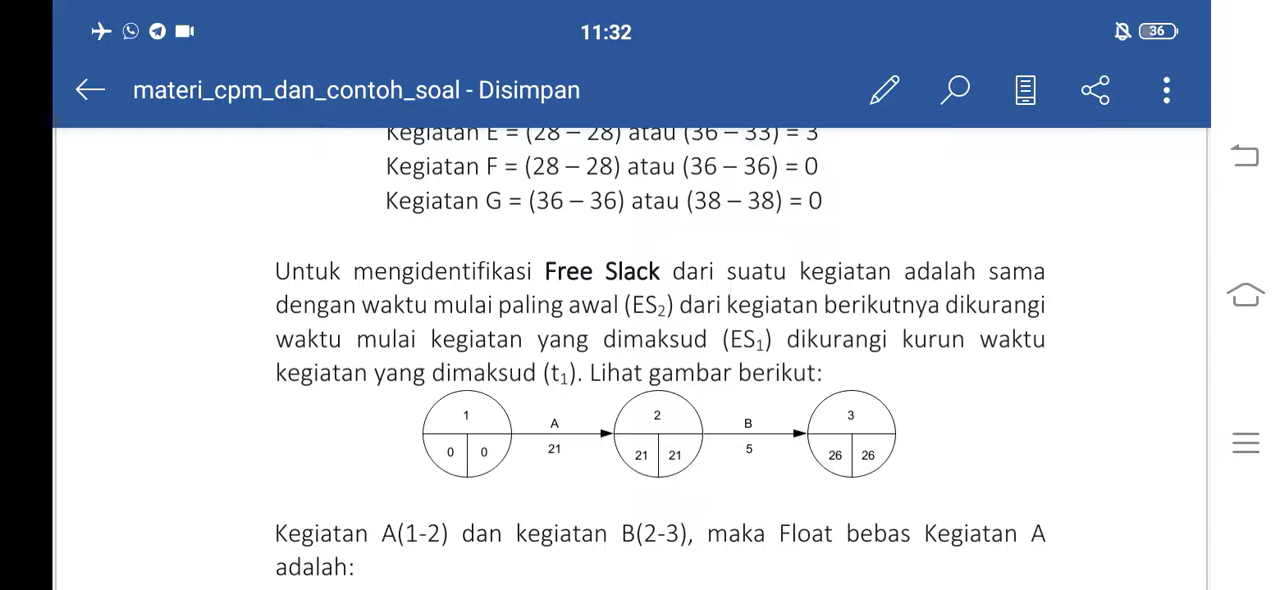 11:32
36
materi_cpm_dan_contoh_soal - Disimpan
Kegiatan E = (28 – 28) atau (36 – 33) = 3
Kegiatan F = (28 – 28) atau (36 – 36) = 0
Kegiatan G = (36 – 36) atau (38 – 38) = 0
Untuk mengidentifikasi Free Slack dari suatu kegiatan adalah sama
dengan waktu mulai paling awal (ES₂) dari kegiatan berikutnya dikurangi
waktu mulai kegiatan yang dimaksud (ES₁) dikurangi kurun waktu
kegiatan yang dimaksud (t₁). Lihat gambar berikut:
1 A 2 B 3
0 0 21 21 21 5 26 26
Kegiatan A(1-2) dan kegiatan B(2-3), maka Float bebas Kegiatan A
adalah: